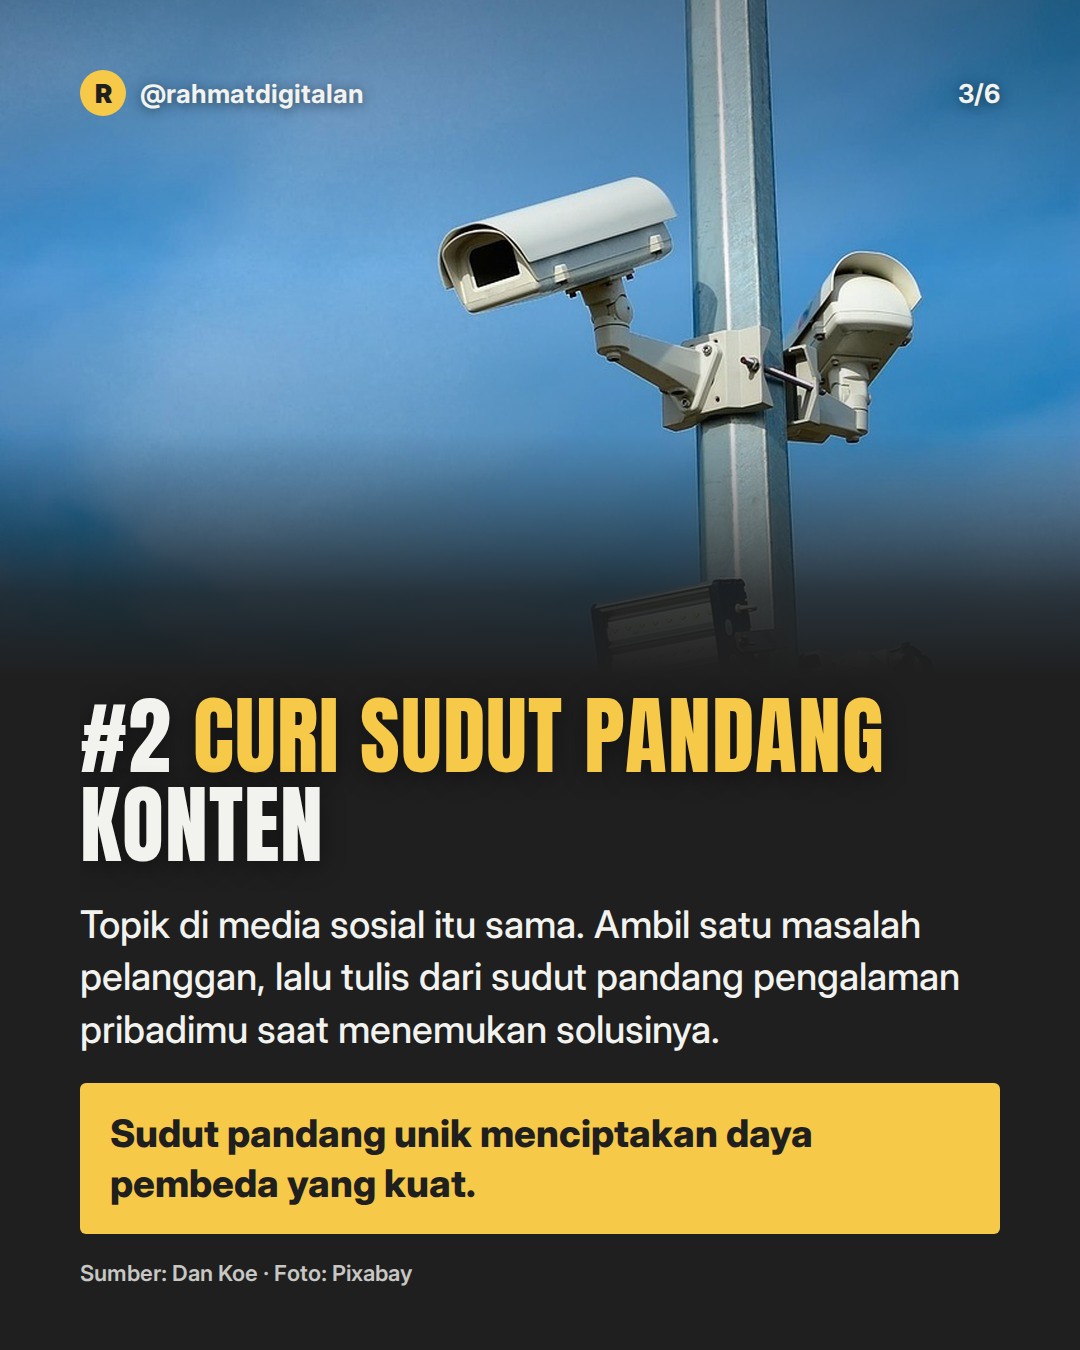 R @rahmatdigitalan
3/6
#2 CURI SUDUT PANDANG
KONTEN
Topik di media sosial itu sama. Ambil satu masalah
pelanggan, lalu tulis dari sudut pandang pengalaman
pribadimu saat menemukan solusinya.
Sudut pandang unik menciptakan daya
pembeda yang kuat.
Sumber: Dan Koe · Foto: Pixabay